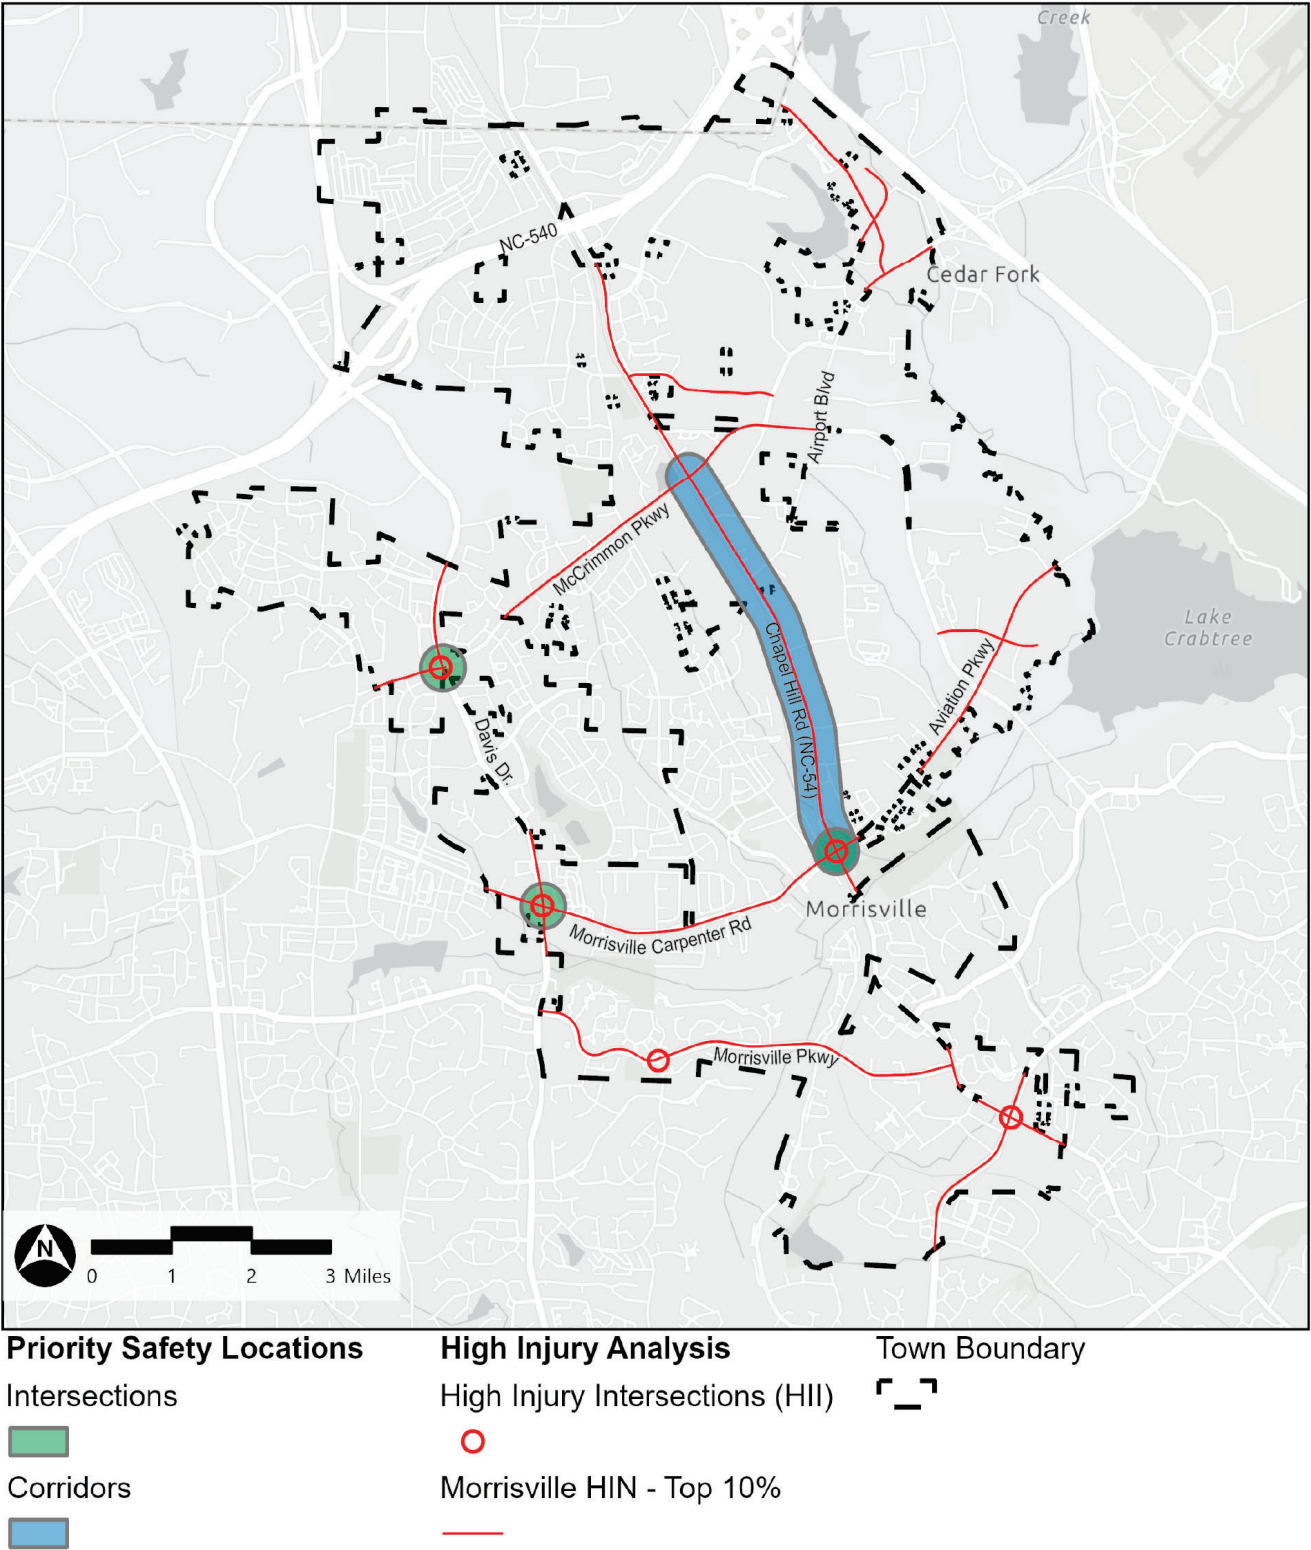 Creek
NC-540
Cedar Fork
Airport Blvd
McCrimmon Pkwy
Lake
Crabtree
Chapel Hill Rd (NC-54)
Aviation Pkwy
Davis Dr.
Morrisville
Morrisville Carpenter Rd
Morrisville Pkwy
N
0 1 2 3 Miles
Priority Safety Locations
Intersections
Corridors
High Injury Analysis
High Injury Intersections (HII)
Morrisville HIN - Top 10%
Town Boundary